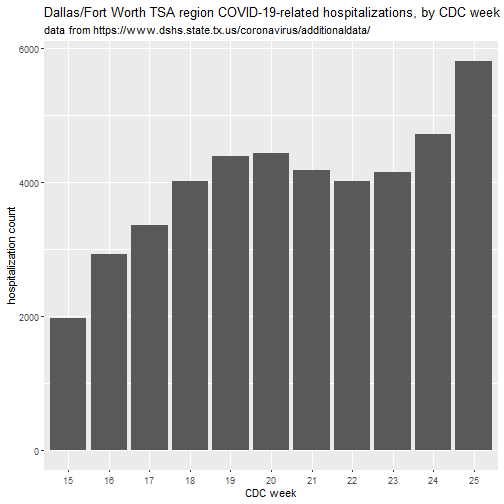 Dallas/Fort Worth TSA region COVID-19-related hospitalizations, by CDC week
data from https://www.dshs.state.tx.us/coronavirus/additionaldata/
hospitalization count
6000
4000
2000
0
15 16 17 18 19 20 21 22 23 24 25
CDC week